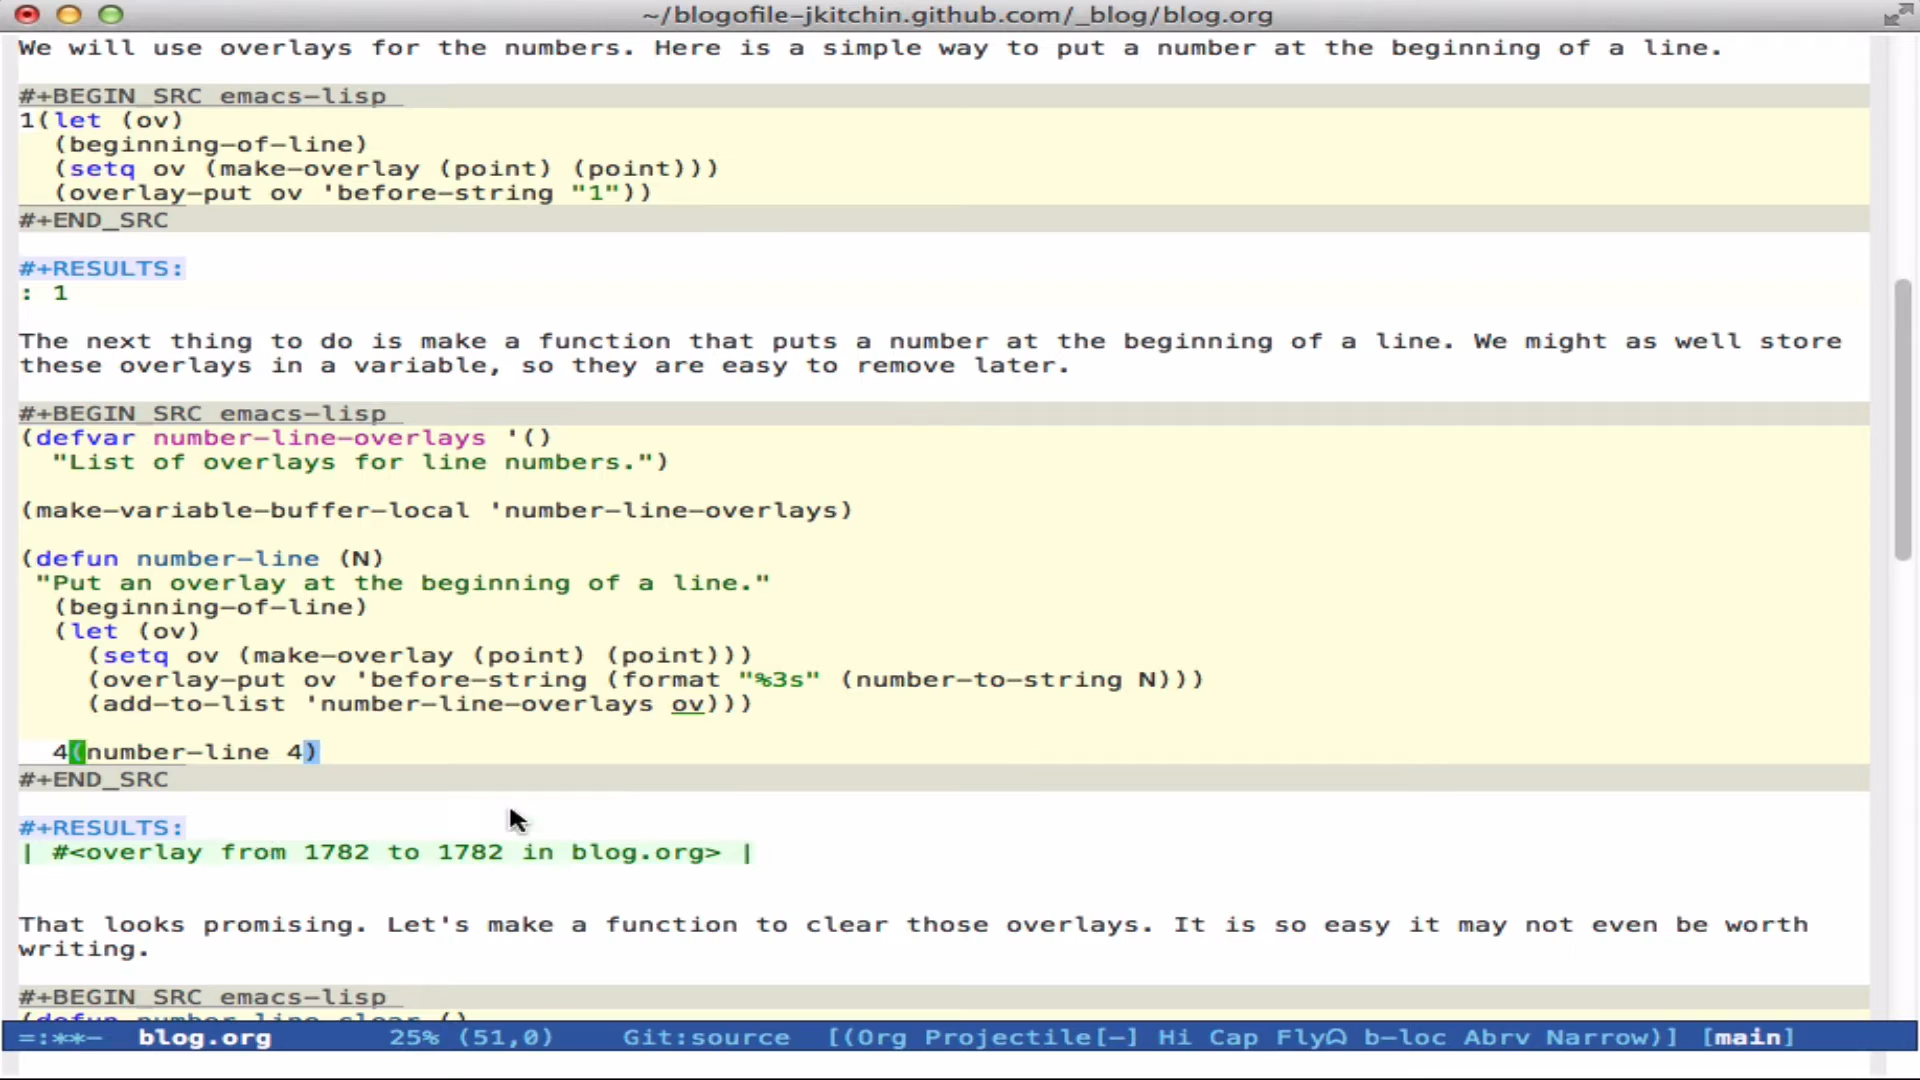 ~/blogofile-jkitchin.github.com/_blog/blog.org
We will use overlays for the numbers. Here is a simple way to put a number at the beginning of a line.
#+BEGIN_SRC emacs-lisp
1(let (ov)
  (beginning-of-line)
  (setq ov (make-overlay (point) (point)))
  (overlay-put ov 'before-string "1"))
#+END_SRC
#+RESULTS:
: 1
The next thing to do is make a function that puts a number at the beginning of a line. We might as well store
these overlays in a variable, so they are easy to remove later.
#+BEGIN_SRC emacs-lisp
(defvar number-line-overlays '()
  "List of overlays for line numbers.")
(make-variable-buffer-local 'number-line-overlays)
(defun number-line (N)
 "Put an overlay at the beginning of a line."
  (beginning-of-line)
  (let (ov)
    (setq ov (make-overlay (point) (point)))
    (overlay-put ov 'before-string (format "%3s" (number-to-string N)))
    (add-to-list 'number-line-overlays ov)))
  4(number-line 4)
#+END_SRC
#+RESULTS:
| #<overlay from 1782 to 1782 in blog.org> |
That looks promising. Let's make a function to clear those overlays. It is so easy it may not even be worth
writing.
#+BEGIN_SRC emacs-lisp
(defun number-line-clear ()
=:**- blog.org 25% (51,0) Git:source [(Org Projectile[-] Hi Cap Fly b-loc Abrv Narrow)] [main]